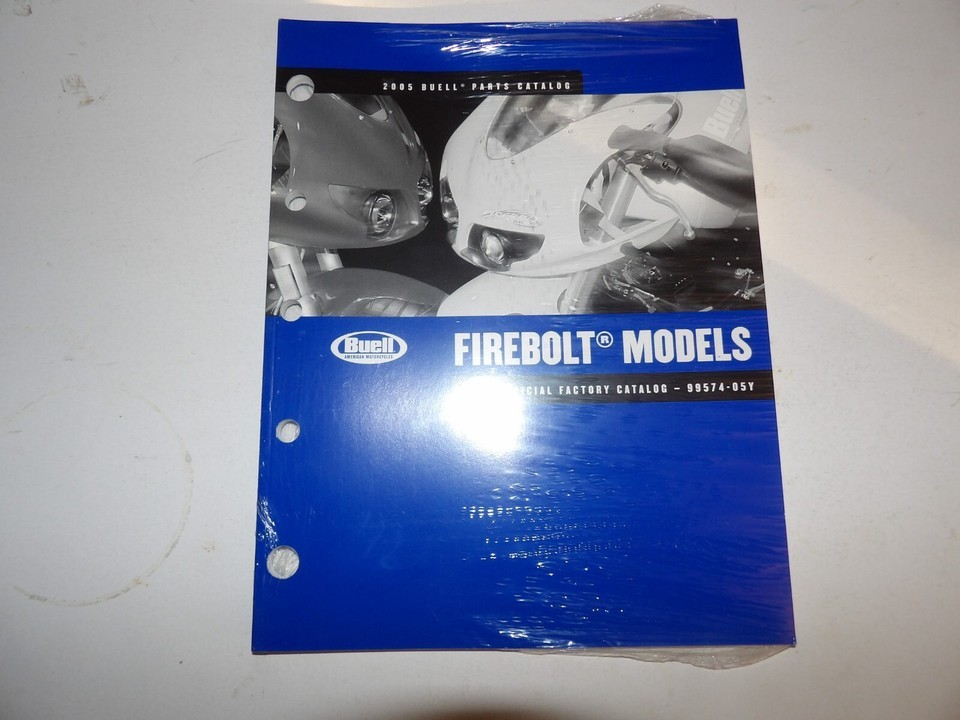 2005 BUELL® PARTS CATALOG
Buell
Buell
AMERICAN MOTORCYCLES
FIREBOLT® MODELS
FACTORY CATALOG – 99574-05Y